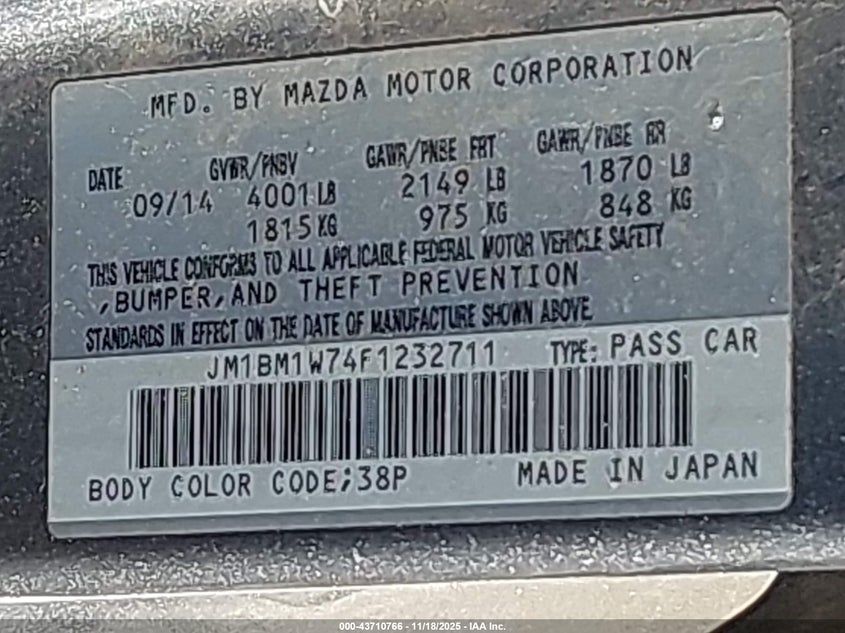 MFD. BY MAZDA MOTOR CORPORATION
DATE GVWR/PNBV GAWR/PNBE FRT GAWR/PNBE RR
09/14 4001 LB 2149 LB 1870 LB
1815 KG 975 KG 848 KG
THIS VEHICLE CONFORMS TO ALL APPLICABLE FEDERAL MOTOR VEHICLE SAFETY
,BUMPER,AND THEFT PREVENTION
STANDARDS IN EFFECT ON THE DATE OF MANUFACTURE SHOWN ABOVE.
JM1BM1W74F1232711 TYPE: PASS CAR
BODY COLOR CODE;38P MADE IN JAPAN
000-43710766 - 11/18/2025 - IAA Inc.